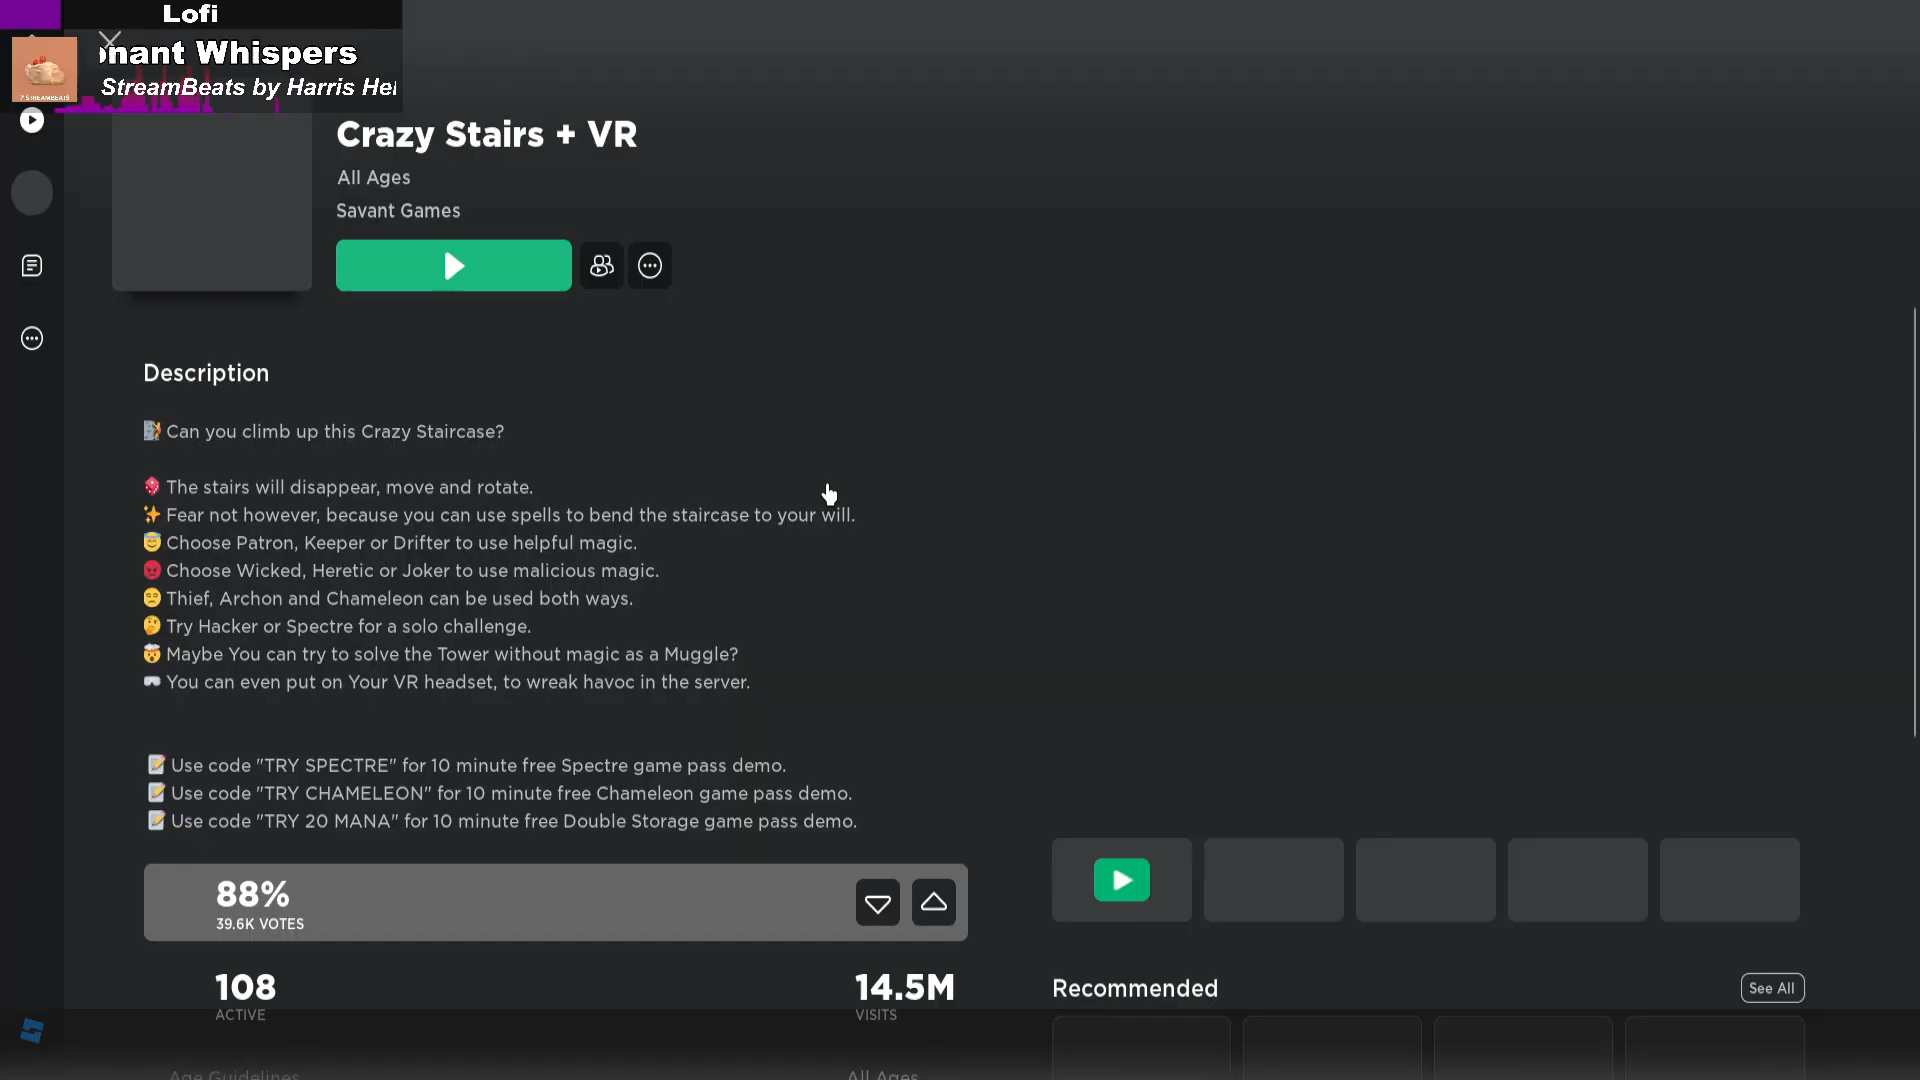 Lofi
nant Whispers
StreamBeats by Harris He
7 STREAMBEATS
Crazy Stairs + VR
All Ages
Savant Games
Description
Can you climb up this Crazy Staircase?
The stairs will disappear, move and rotate.
Fear not however, because you can use spells to bend the staircase to your will.
Choose Patron, Keeper or Drifter to use helpful magic.
Choose Wicked, Heretic or Joker to use malicious magic.
Thief, Archon and Chameleon can be used both ways.
Try Hacker or Spectre for a solo challenge.
Maybe You can try to solve the Tower without magic as a Muggle?
You can even put on Your VR headset, to wreak havoc in the server.
Use code "TRY SPECTRE" for 10 minute free Spectre game pass demo.
Use code "TRY CHAMELEON" for 10 minute free Chameleon game pass demo.
Use code "TRY 20 MANA" for 10 minute free Double Storage game pass demo.
88%
39.6K VOTES
108
ACTIVE
14.5M
VISITS
Recommended
See All
Age Guidelines
All Ages